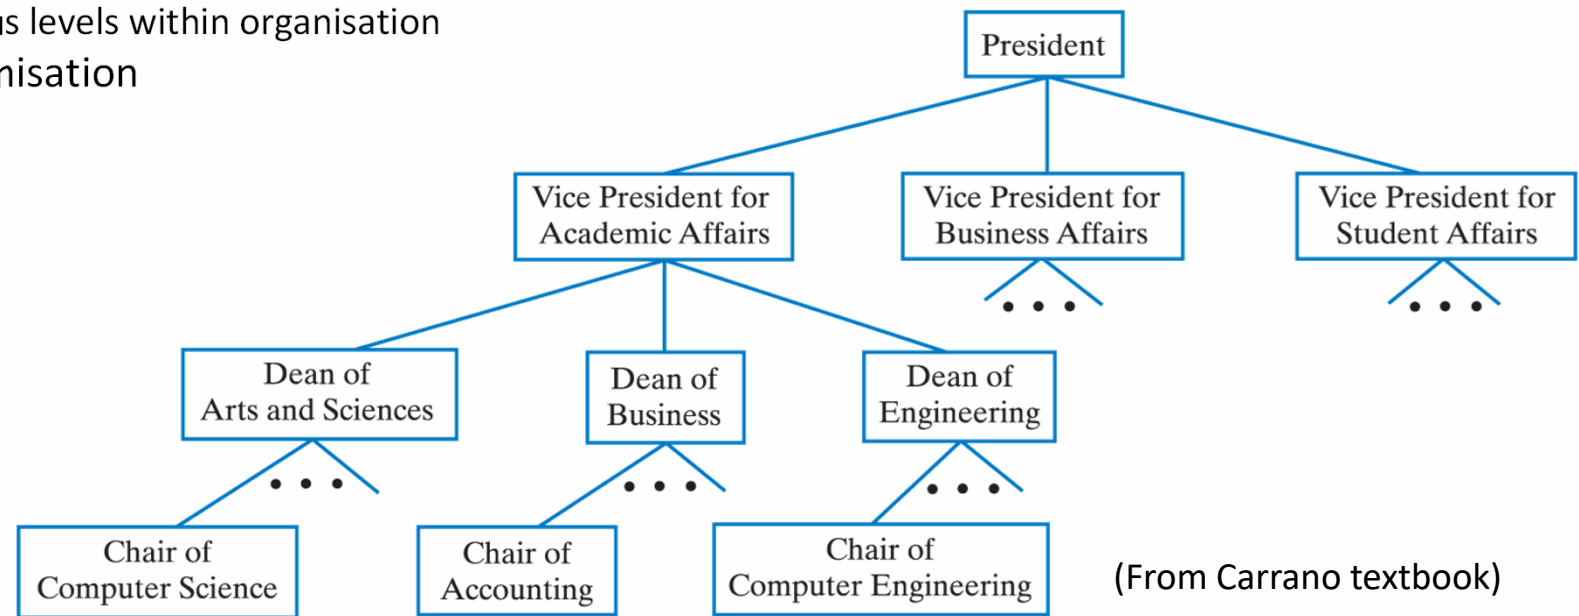 levels within organisation
President
Vice President for
Academic Affairs
Vice President for
Business Affairs
Vice President for
Student Affairs
Dean of
Arts and Sciences
Dean of
Business
Dean of
Engineering
Chair of
Computer Science
Chair of
Accounting
Chair of
Computer Engineering
(From Carrano textbook)